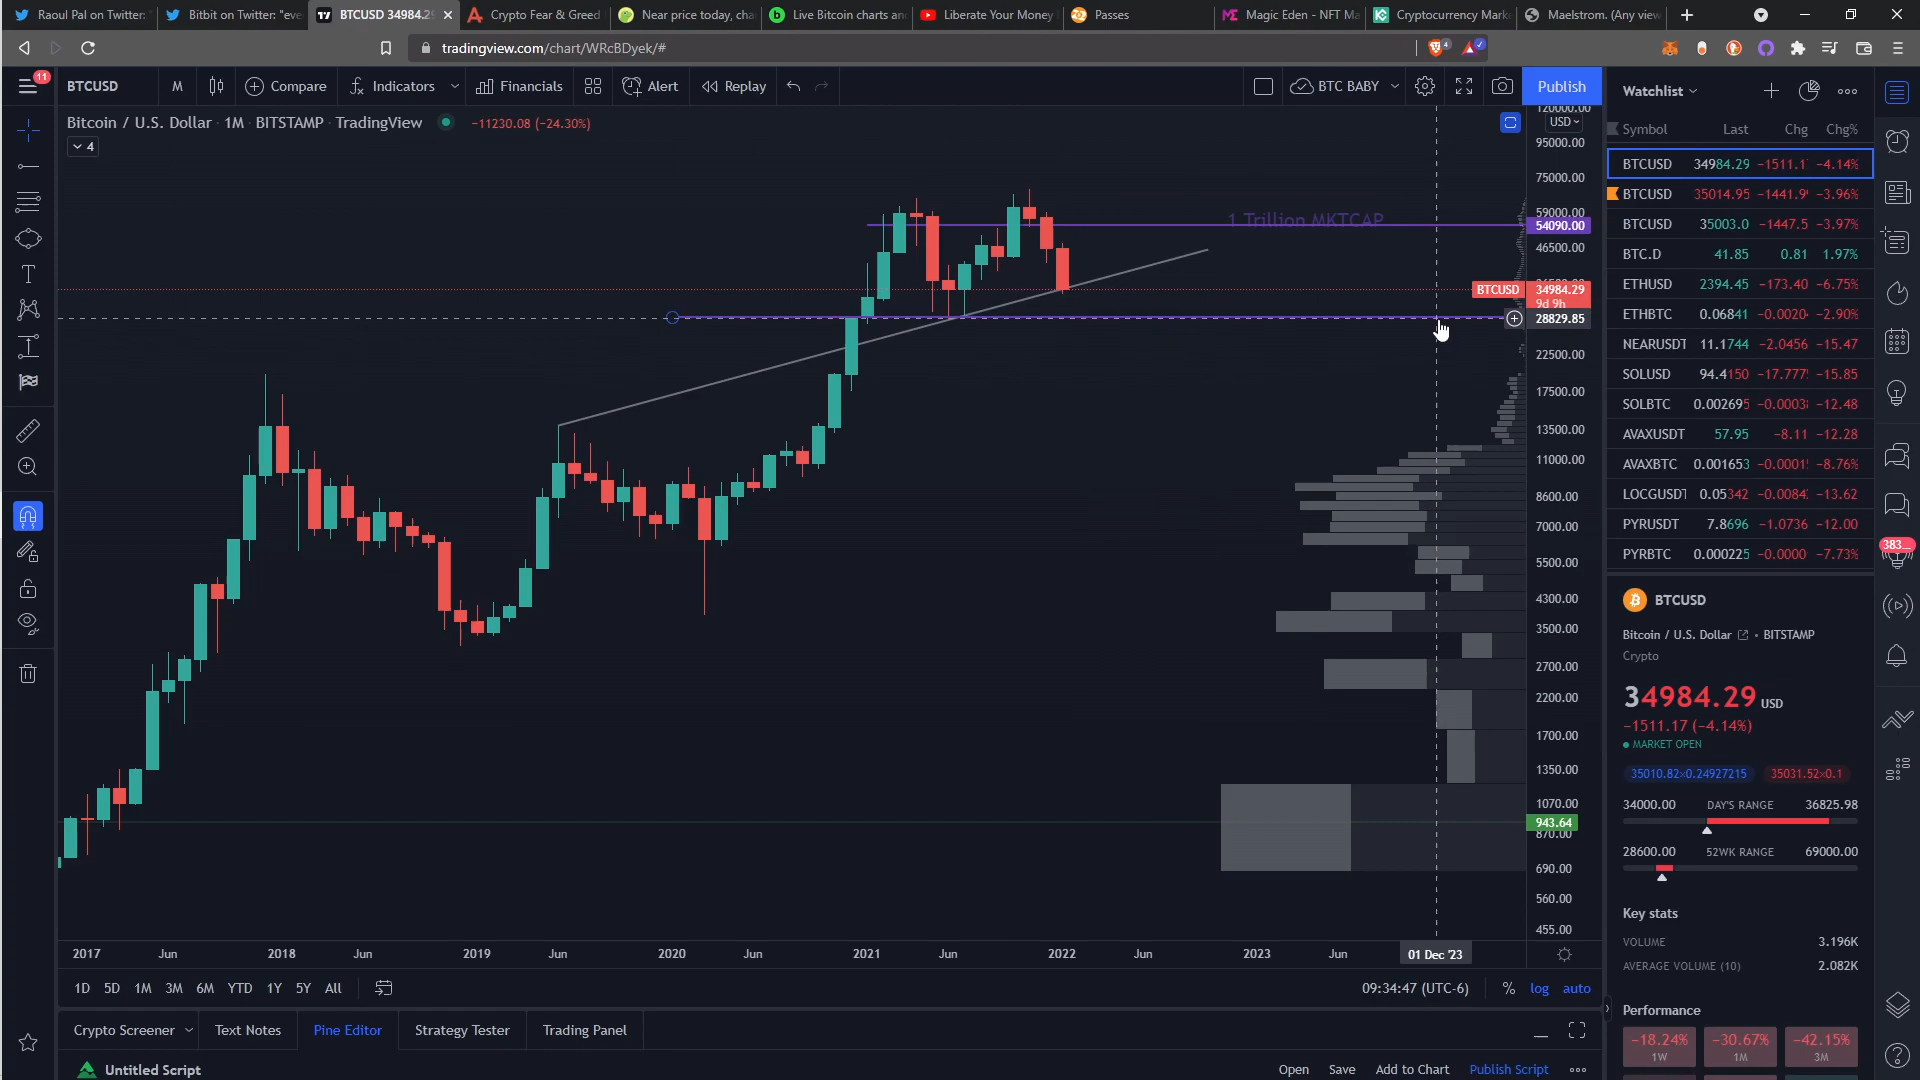 Raoul Pal on Twitter:
Bitbit on Twitter: "eve
BTCUSD 34984.2
Crypto Fear & Greed
Near price today, cha
Live Bitcoin charts an
Liberate Your Money
Passes
Magic Eden - NFT Ma
Cryptocurrency Mark
Maelstrom. (Any view
tradingview.com/chart/WRcBDyek/#
4
11
BTCUSD M Compare Indicators Financials Alert Replay BTC BABY Publish
Bitcoin / U.S. Dollar · 1M · BITSTAMP · TradingView −11230.08 (−24.30%)
4
1 Trillion MKTCAP
120000.00
USD
95000.00
75000.00
59000.00
54090.00
46500.00
BTCUSD 34984.29
9d 9h
28829.85
22500.00
17500.00
13500.00
11000.00
8600.00
7000.00
5500.00
4300.00
3500.00
2700.00
2200.00
1700.00
1350.00
1070.00
943.64
870.00
690.00
560.00
455.00
2017 Jun 2018 Jun 2019 Jun 2020 Jun 2021 Jun 2022 Jun 2023 Jun 01 Dec '23
1D 5D 1M 3M 6M YTD 1Y 5Y All 09:34:47 (UTC-6) % log auto
Crypto Screener Text Notes Pine Editor Strategy Tester Trading Panel
Untitled Script Open Save Add to Chart Publish Script
Watchlist
Symbol Last Chg Chg%
BTCUSD 34984.29 −1511.1 −4.14%
BTCUSD 35014.95 −1441.9 −3.96%
BTCUSD 35003.0 −1447.5 −3.97%
BTC.D 41.85 0.81 1.97%
ETHUSD 2394.45 −173.40 −6.75%
ETHBTC 0.06841 −0.0020 −2.90%
NEARUSDT 11.1744 −2.0456 −15.47
SOLUSD 94.4150 −17.777 −15.85
SOLBTC 0.002695 −0.0003 −12.48
AVAXUSDT 57.95 −8.11 −12.28
AVAXBTC 0.001653 −0.0001 −8.76%
LOCGUSDT 0.05342 −0.0084 −13.62
PYRUSDT 7.8696 −1.0736 −12.00
PYRBTC 0.000225 −0.0000 −7.73%
383...
BTCUSD
Bitcoin / U.S. Dollar • BITSTAMP
Crypto
34984.29 USD
−1511.17 (−4.14%)
MARKET OPEN
35010.82×0.24927215 35031.52×0.1
34000.00 DAY'S RANGE 36825.98
28600.00 52WK RANGE 69000.00
Key stats
VOLUME 3.196K
AVERAGE VOLUME (10) 2.082K
Performance
−18.24% −30.67% −42.15%
1W 1M 3M